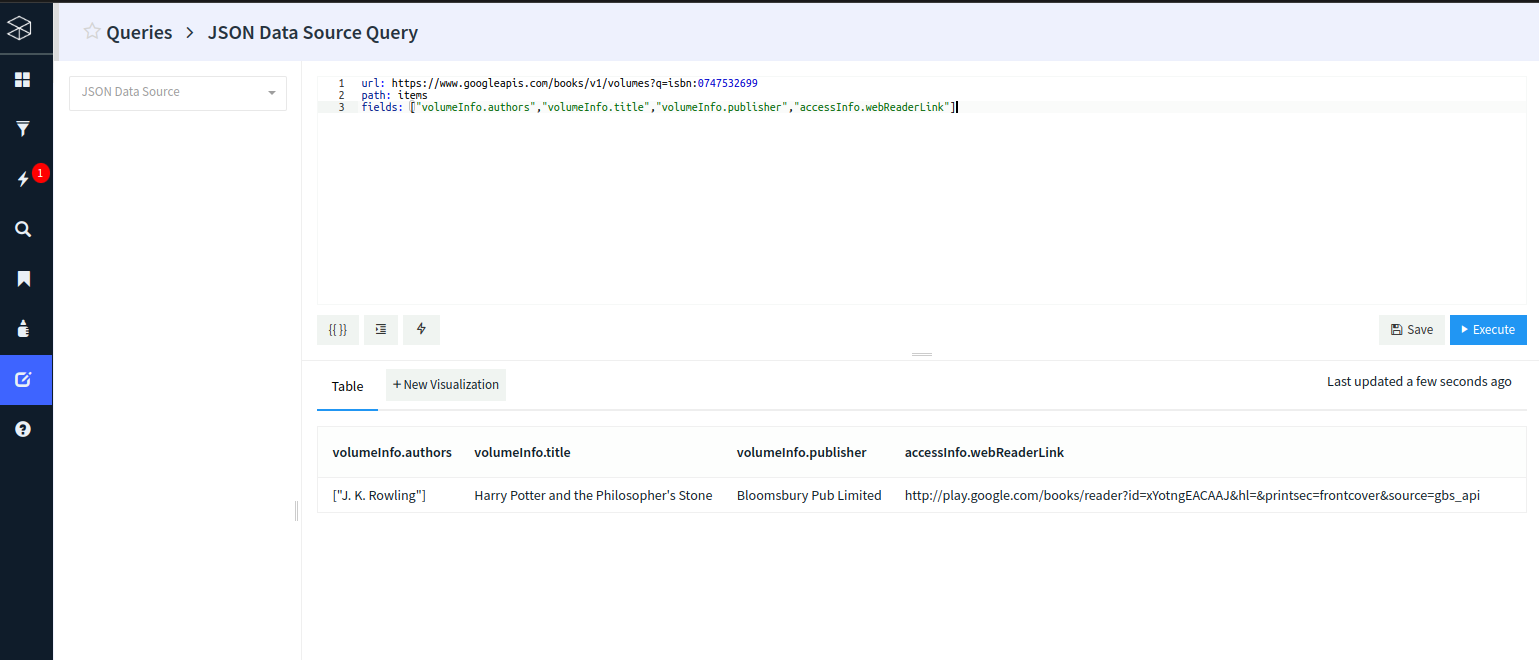 Queries > JSON Data Source Query
JSON Data Source
1
1 url: https://www.googleapis.com/books/v1/volumes?q=isbn:0747532699
2 path: items
3 fields: ["volumeInfo.authors","volumeInfo.title","volumeInfo.publisher","accessInfo.webReaderLink"]
{{ }}
Save
Execute
Table
+ New Visualization
Last updated a few seconds ago
volumeInfo.authors volumeInfo.title volumeInfo.publisher accessInfo.webReaderLink
["J. K. Rowling"] Harry Potter and the Philosopher's Stone Bloomsbury Pub Limited http://play.google.com/books/reader?id=xYotngEACAAJ&hl=&printsec=frontcover&source=gbs_api